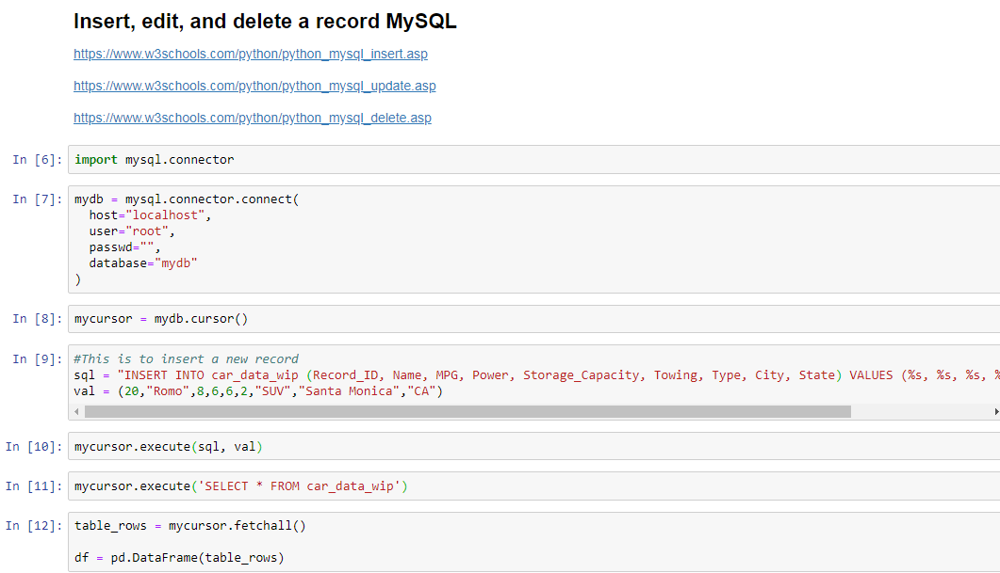 Insert, edit, and delete a record MySQL
https://www.w3schools.com/python/python_mysql_insert.asp
https://www.w3schools.com/python/python_mysql_update.asp
https://www.w3schools.com/python/python_mysql_delete.asp
In [6]: import mysql.connector
In [7]: mydb = mysql.connector.connect(
host="localhost",
user="root",
passwd="",
database="mydb"
)
In [8]: mycursor = mydb.cursor()
In [9]: #This is to insert a new record
sql = "INSERT INTO car_data_wip (Record_ID, Name, MPG, Power, Storage_Capacity, Towing, Type, City, State) VALUES (%s, %s, %s, %
val = (20,"Romo",8,6,6,2,"SUV","Santa Monica","CA")
In [10]: mycursor.execute(sql, val)
In [11]: mycursor.execute('SELECT * FROM car_data_wip')
In [12]: table_rows = mycursor.fetchall()
df = pd.DataFrame(table_rows)